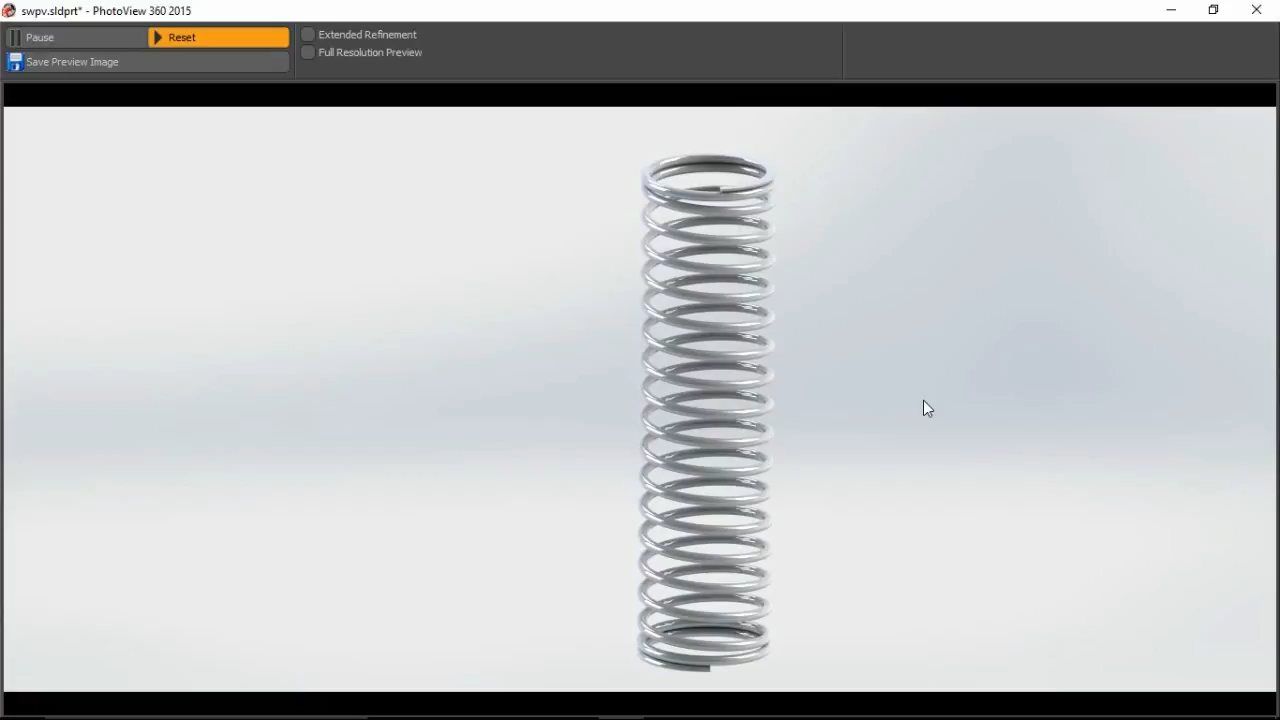 swpv.sldprt* - PhotoView 360 2015
Pause
Reset
Extended Refinement
Full Resolution Preview
Save Preview Image